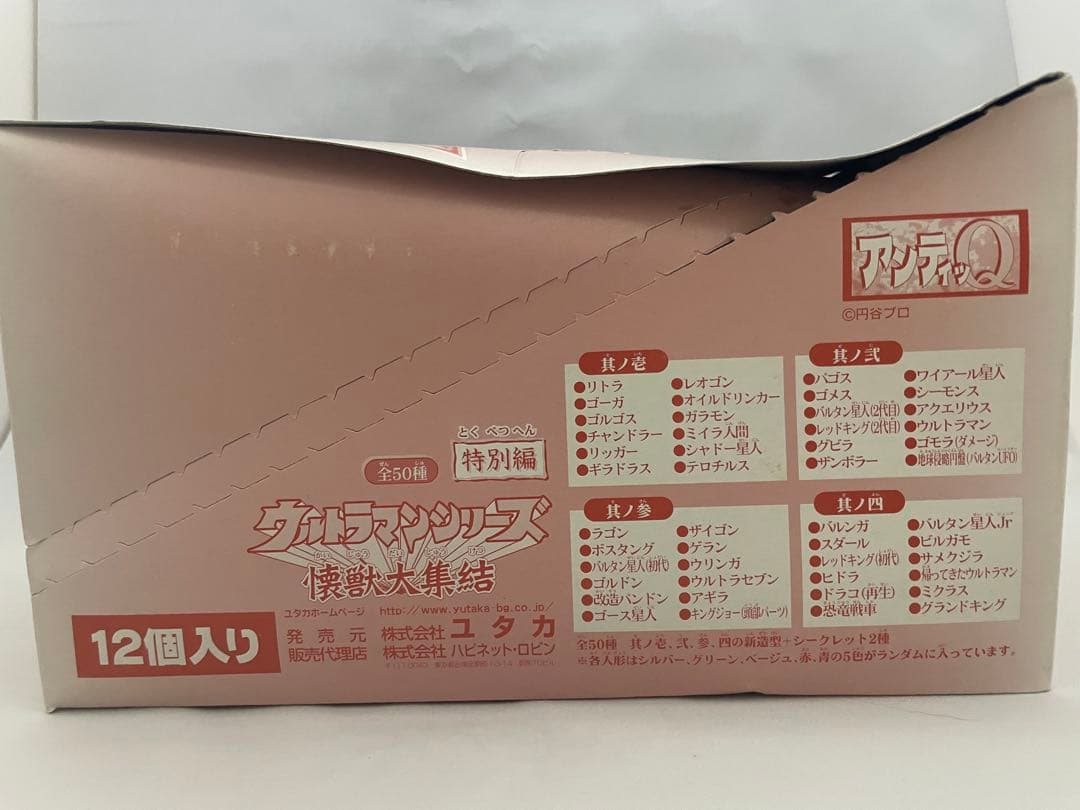 アンティックQ
©円谷プロ
其ノ壱
●リトラ
●ゴーガ
●ゴルゴス
●チャンドラー
●リッガー
●ギラドラス
●レオゴン
●オイルドリンカー
●ガラモン
●ミイラ人間
●シャドー星人
●テロチルス
其ノ弐
●パゴス
●ゴメス
●バルタン星人(2代目)
●レッドキング(2代目)
●グビラ
●ザンボラー
●ワイアール星人
●シーモンス
●アクエリウス
●ウルトラマン
●ゴモラ(ダメージ)
●地球侵略円盤(バルタンUFO)
其ノ参
●ラゴン
●ボスタング
●バルタン星人(初代)
●ゴルドン
●改造パンドン
●ゴース星人
●ザイゴン
●ゲラン
●ウリンガ
●ウルトラセブン
●アギラ
●キングジョー(頭部パーツ)
其ノ四
●バルンガ
●スダール
●レッドキング(初代)
●ヒドラ
●ドラコ(再生)
●恐竜戦車
●バルタン星人Jr
●ビルガモ
●サメクジラ
●帰ってきたウルトラマン
●ミクラス
●グランドキング
全50種 其ノ壱、弐、参、四の新造型+シークレット2種
※各人形はシルバー、グリーン、ベージュ、赤、青の5色がランダムに入っています。
ぜん しゅ
全50種
とくべつへん
特別編
ウルトラマンシリーズ
かいじゅうだいしゅうけつ
懐獣大集結
ユタカホームページ http://www.yutaka-bg.co.jp/
発売元 株式会社 ユタカ
販売代理店 株式会社 ハピネット・ロビン
12個入り